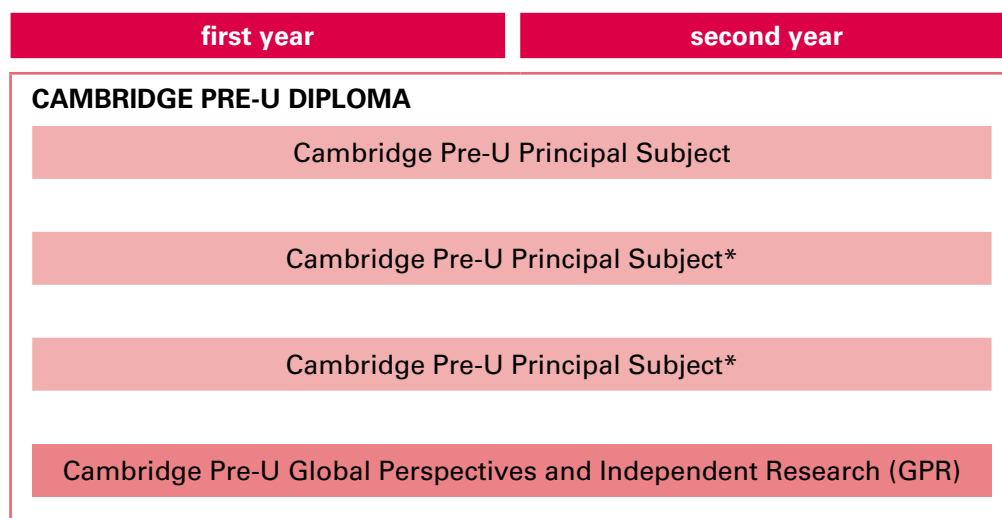 first year
second year
CAMBRIDGE PRE-U DIPLOMA
Cambridge Pre-U Principal Subject
Cambridge Pre-U Principal Subject*
Cambridge Pre-U Principal Subject*
Cambridge Pre-U Global Perspectives and Independent Research (GPR)